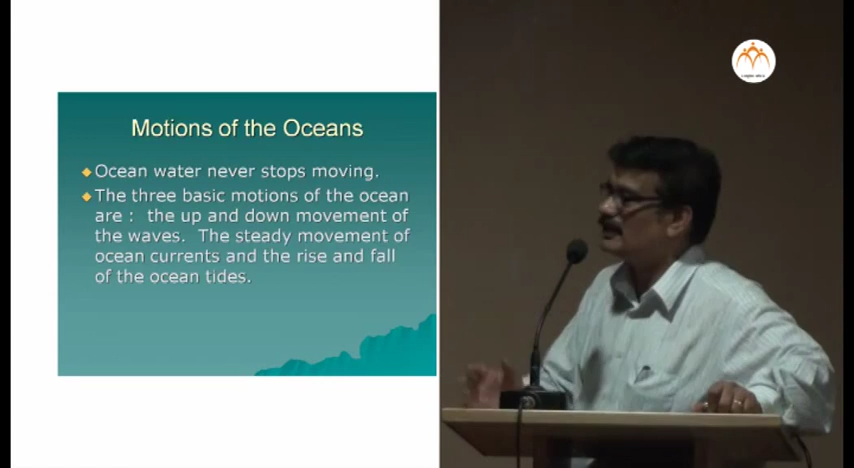 Motions of the Oceans
Ocean water never stops moving.
The three basic motions of the ocean
are : the up and down movement of
the waves. The steady movement of
ocean currents and the rise and fall
of the ocean tides.